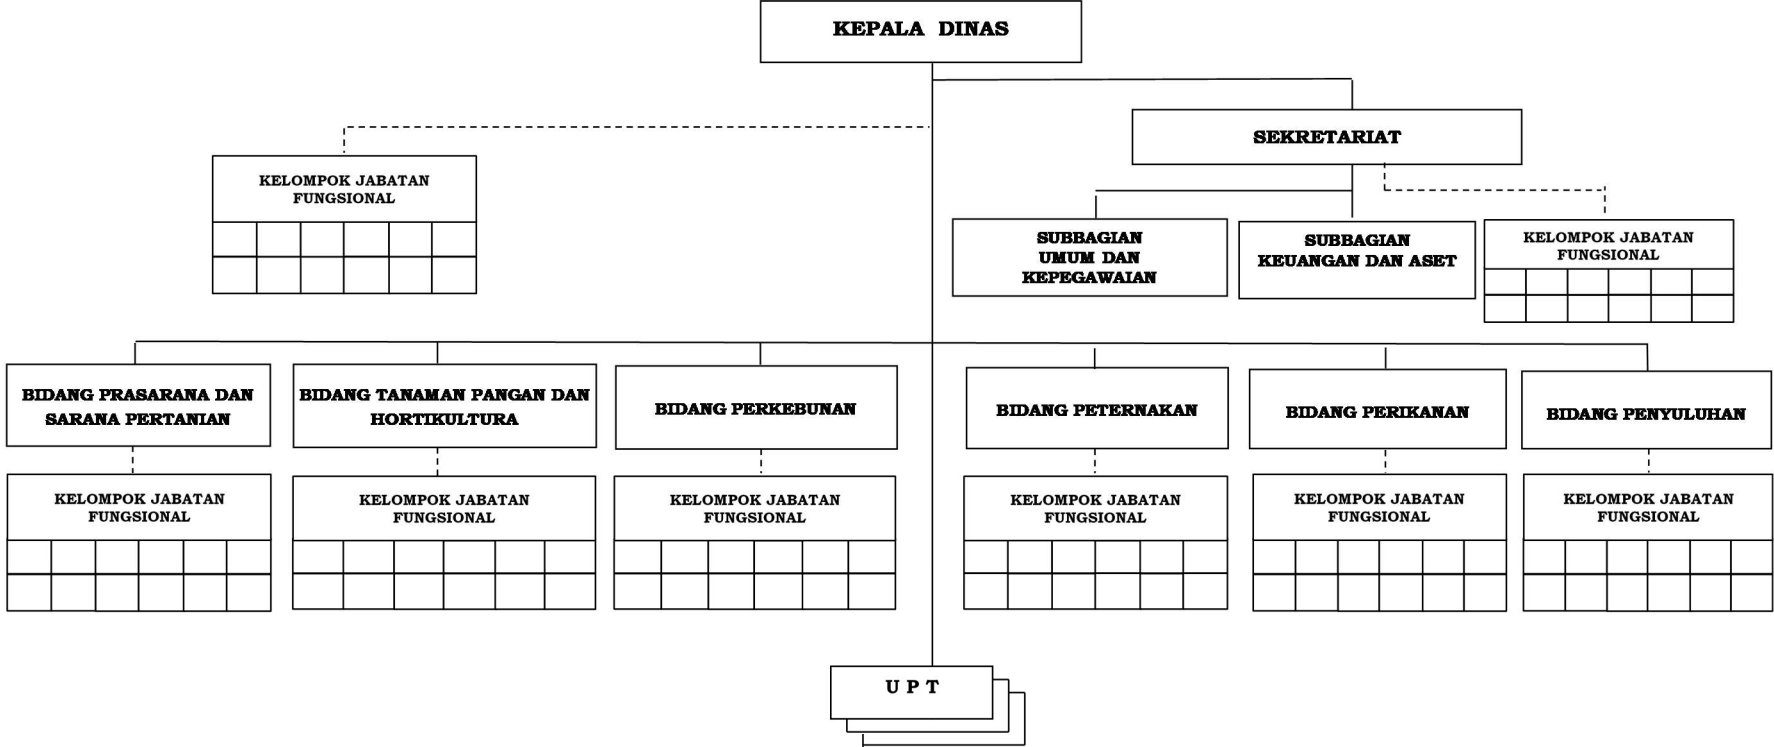 KEPALA DINAS
SEKRETARIAT
KELOMPOK JABATAN
FUNGSIONAL
SUBBAGIAN
UMUM DAN
KEPEGAWAIAN
SUBBAGIAN
KEUANGAN DAN ASET
KELOMPOK JABATAN
FUNGSIONAL
BIDANG PRASARANA DAN
SARANA PERTANIAN
BIDANG TANAMAN PANGAN DAN
HORTIKULTURA
BIDANG PERKEBUNAN
BIDANG PETERNAKAN
BIDANG PERIKANAN
BIDANG PENYULUHAN
KELOMPOK JABATAN
FUNGSIONAL
KELOMPOK JABATAN
FUNGSIONAL
KELOMPOK JABATAN
FUNGSIONAL
KELOMPOK JABATAN
FUNGSIONAL
KELOMPOK JABATAN
FUNGSIONAL
KELOMPOK JABATAN
FUNGSIONAL
U P T